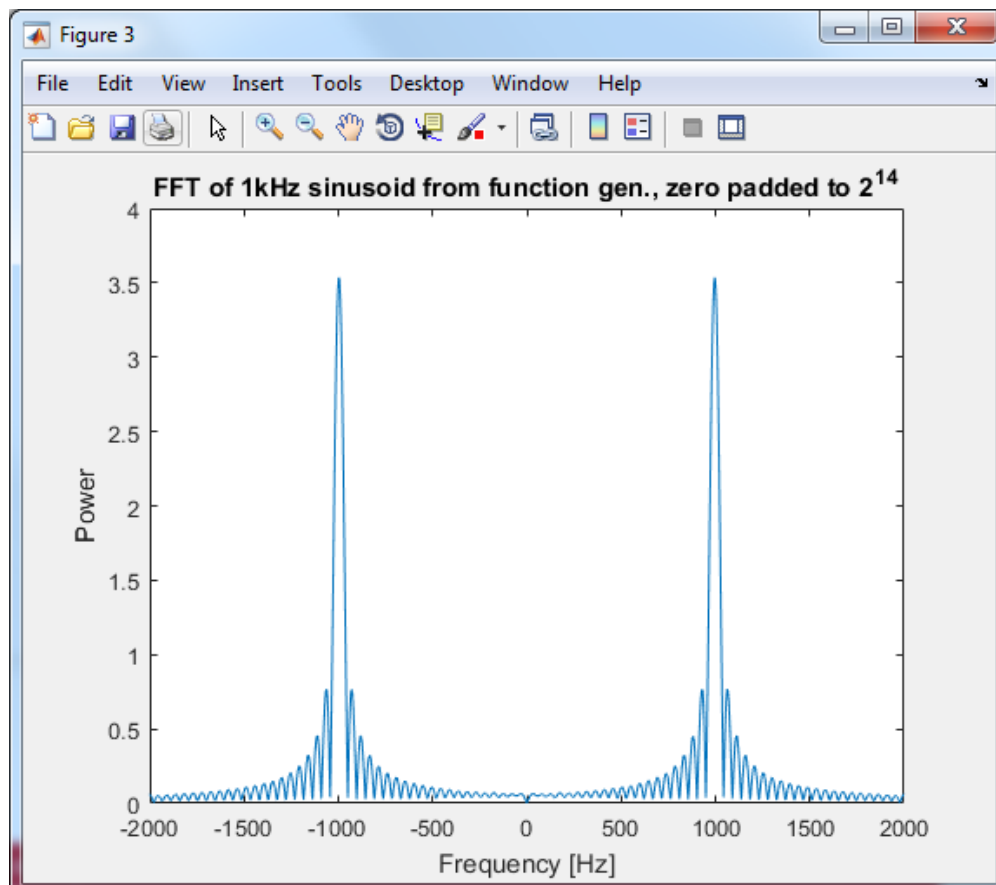 Figure 3
File Edit View Insert Tools Desktop Window Help
FFT of 1kHz sinusoid from function gen., zero padded to 2^14
4
3.5
3
2.5
2
1.5
1
0.5
0
Power
-2000 -1500 -1000 -500 0 500 1000 1500 2000
Frequency [Hz]